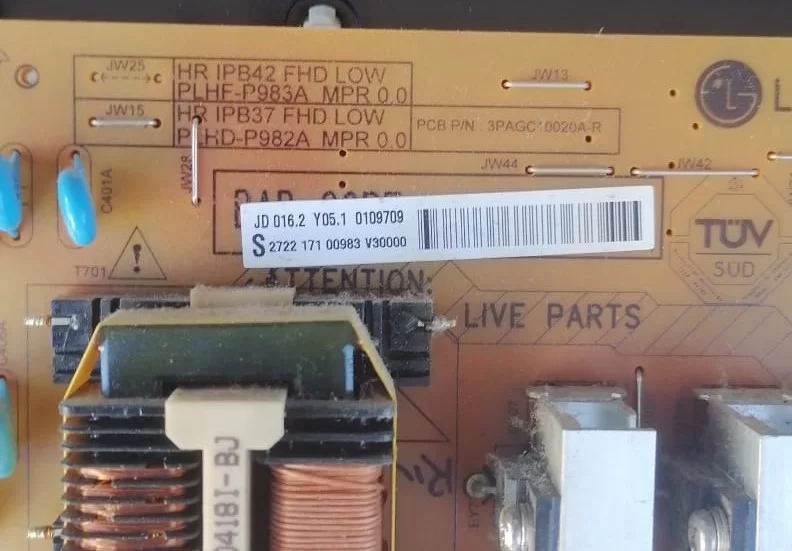 JW25
HR IPB42 FHD LOW
PLHF-P983A MPR 0.0
JW15
HR IPB37 FHD LOW
PLHD-P982A MPR 0.0
PCB P/N : 3PAGC10020A-R
JW13
LG
L
JW28
JW44
JW42
C401A
BAR CODE
JD 016.2 Y05.1 0109709
S 2722 171 00983 V30000
TÜV
SÜD
T701
ATTENTION:
LIVE PARTS
0418I-BJ